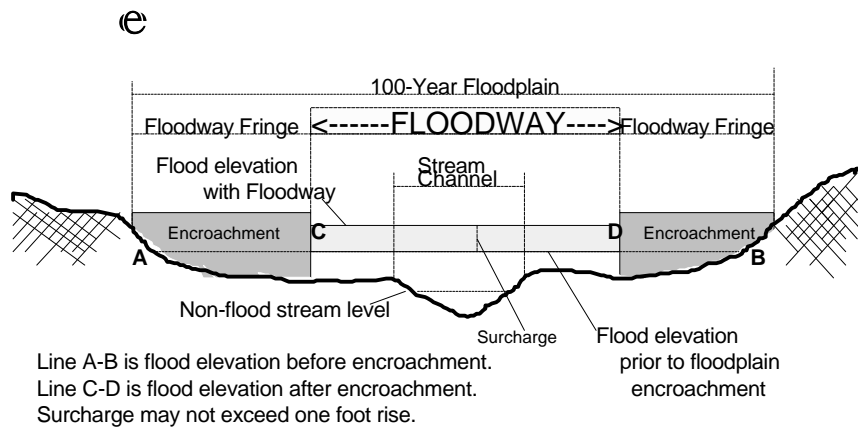 e
100-Year Floodplain
Floodway Fringe <------FLOODWAY---> Floodway Fringe
Flood elevation
with Floodway
Stream
Channel
Encroachment C D Encroachment
A B
Non-flood stream level
Surcharge
Flood elevation
prior to floodplain
encroachment
Line A-B is flood elevation before encroachment.
Line C-D is flood elevation after encroachment.
Surcharge may not exceed one foot rise.